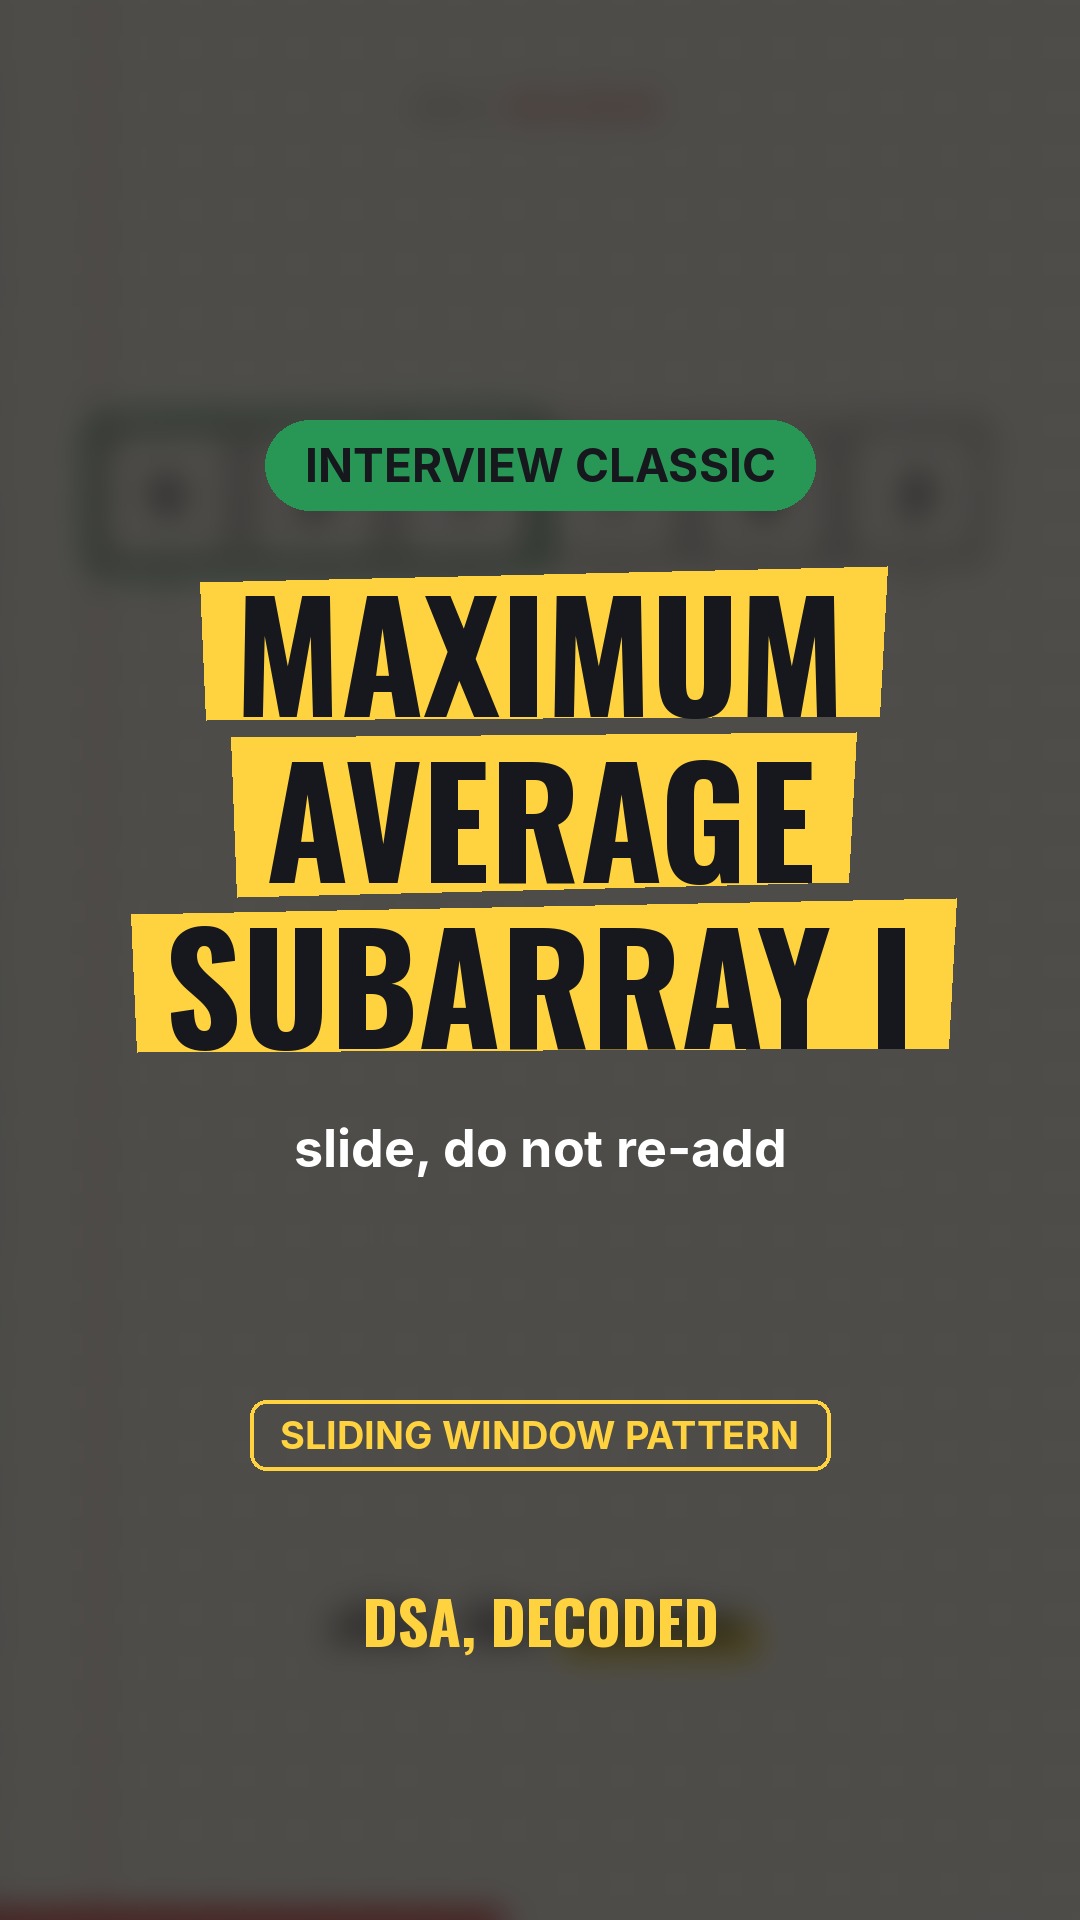 INTERVIEW CLASSIC
MAXIMUM
AVERAGE
SUBARRAY I
slide, do not re-add
SLIDING WINDOW PATTERN
DSA, DECODED